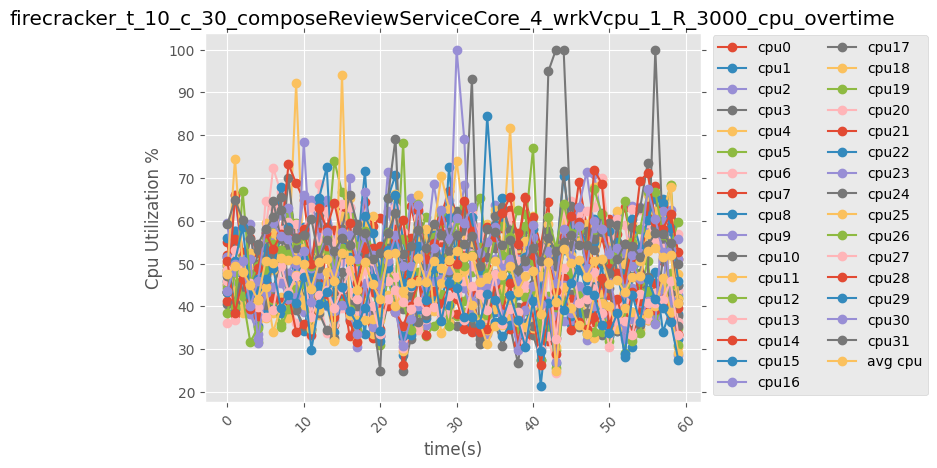 firecracker_t_10_c_30_composeReviewServiceCore_4_wrkVcpu_1_R_3000_cpu_overtime
Cpu Utilization %
100
90
80
70
60
50
40
30
20
0
10
20
30
40
50
60
time(s)
cpu0
cpu1
cpu2
cpu3
cpu4
cpu5
cpu6
cpu7
cpu8
cpu9
cpu10
cpu11
cpu12
cpu13
cpu14
cpu15
cpu16
cpu17
cpu18
cpu19
cpu20
cpu21
cpu22
cpu23
cpu24
cpu25
cpu26
cpu27
cpu28
cpu29
cpu30
cpu31
avg cpu